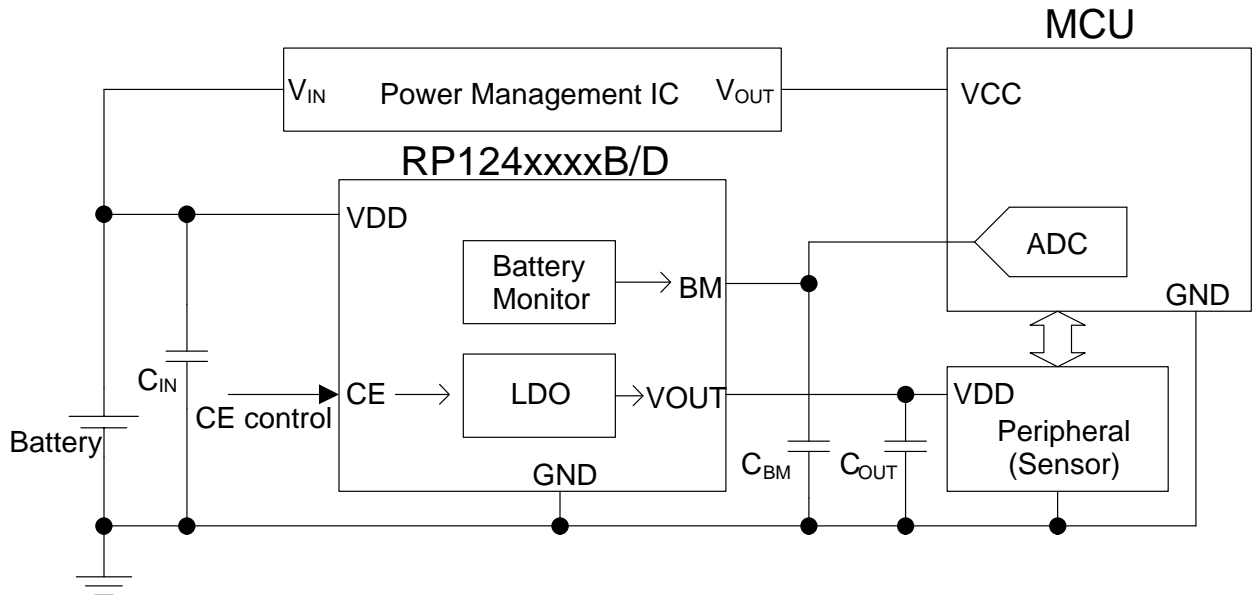 MCU
VIN Power Management IC VOUT
VCC
RP124xxxxB/D
VDD
ADC
Battery
Monitor
BM
GND
CIN
CE
LDO
VOUT
VDD
CE control
Battery
Peripheral
(Sensor)
CBM
COUT
GND